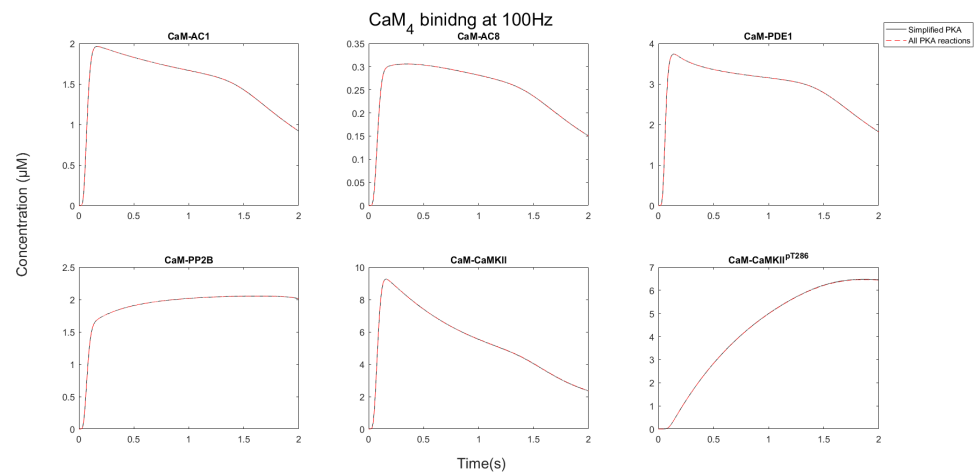 CaM4 binidng at 100Hz
Simplified PKA
All PKA reactions
CaM-AC1
CaM-AC8
CaM-PDE1
2
1.5
1
0.5
0
0 0.5 1 1.5 2
0.35
0.3
0.25
0.2
0.15
0.1
0.05
0
0 0.5 1 1.5 2
4
3
2
1
0
0 0.5 1 1.5 2
Concentration (μM)
CaM-PP2B
CaM-CaMKII
CaM-CaMKIIpT286
2.5
2
1.5
1
0.5
0
0 0.5 1 1.5 2
10
8
6
4
2
0
0 0.5 1 1.5 2
7
6
5
4
3
2
1
0
0 0.5 1 1.5 2
Time(s)